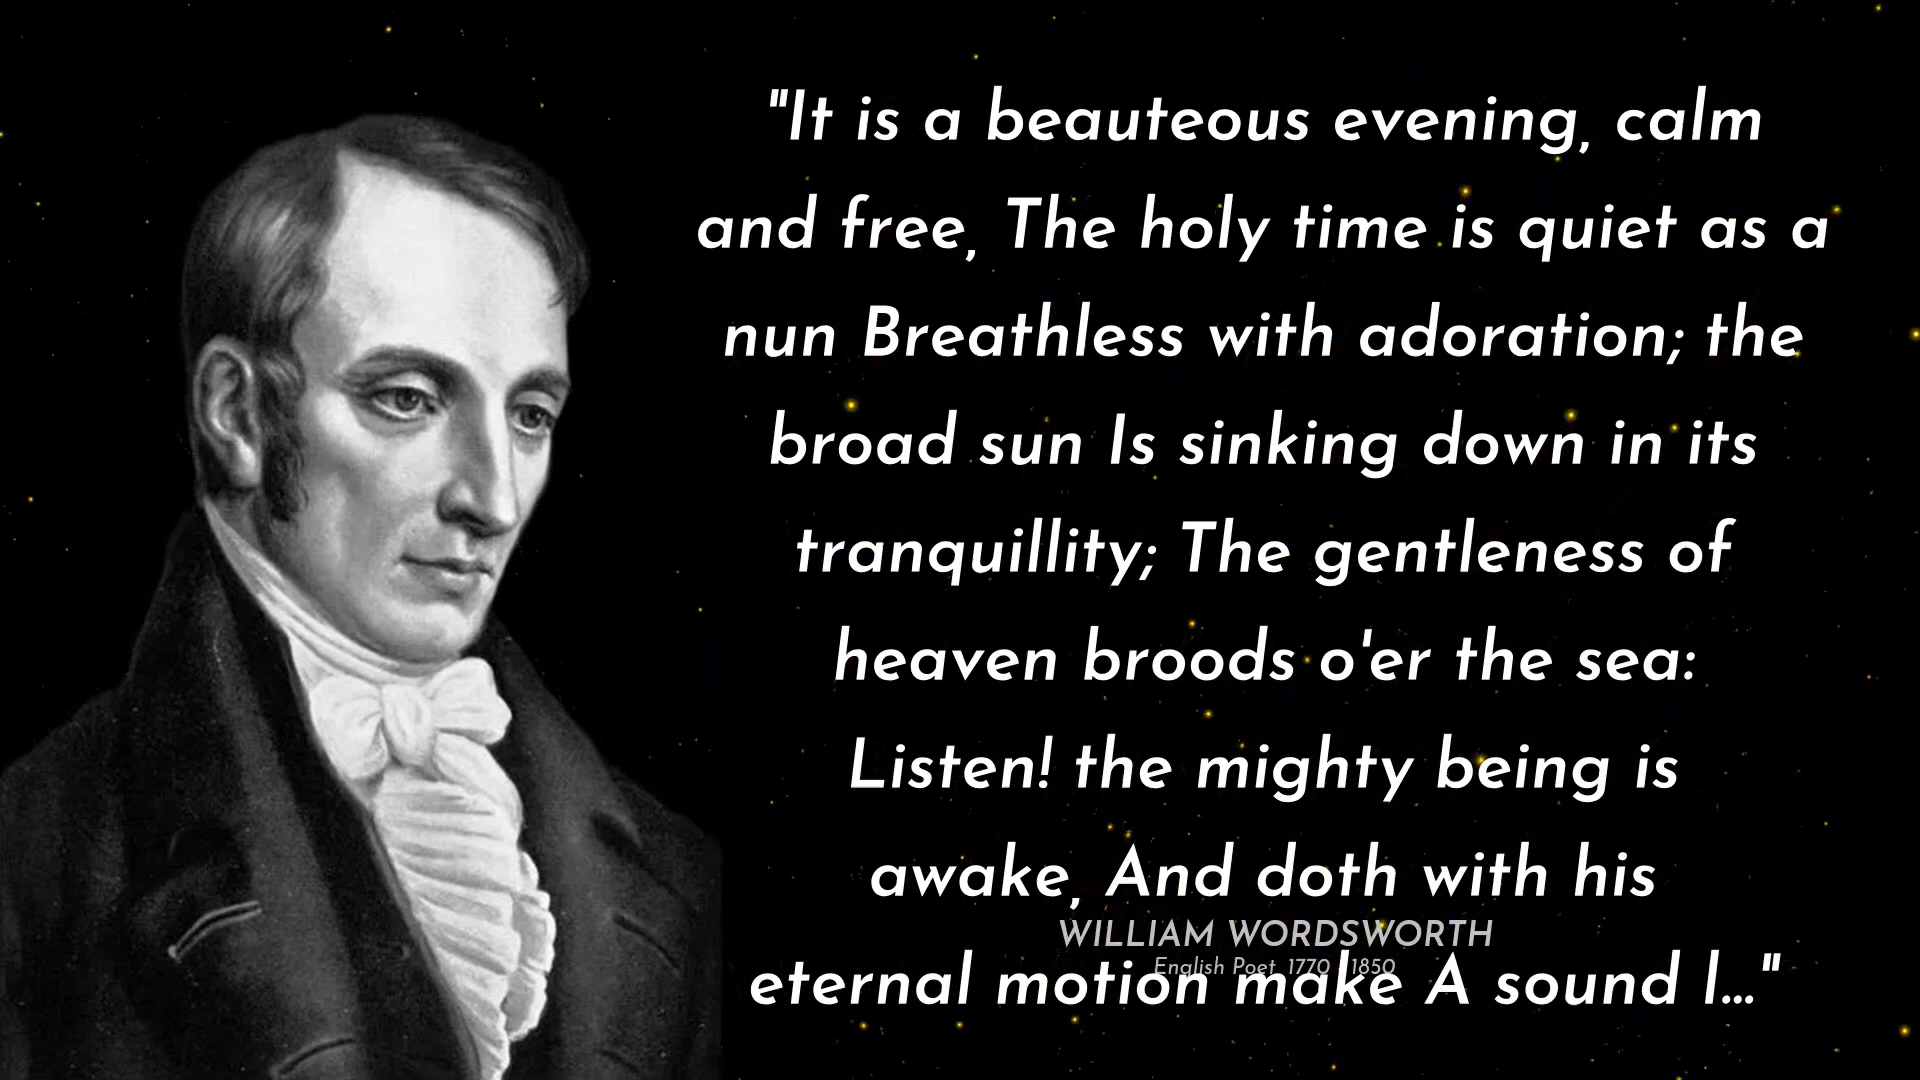 "It is a beauteous evening, calm
and free, The holy time is quiet as a
nun Breathless with adoration; the
broad sun Is sinking down in its
tranquillity; The gentleness of
heaven broods o'er the sea:
Listen! the mighty being is
awake, And doth with his
WILLIAM WORDSWORTH
English Poet 1770 - 1850
eternal motion make A sound l..."